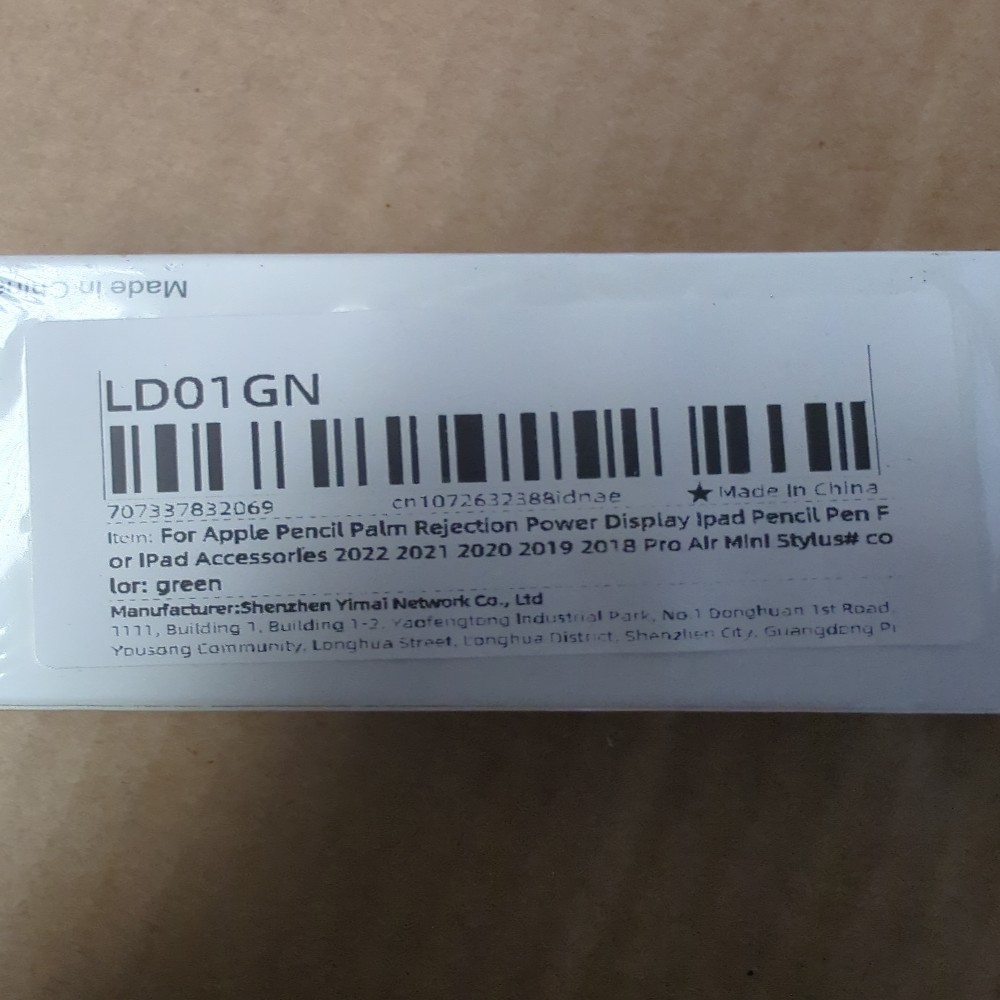 Made in China
LD01GN
707337832069 cn1072632388idnae ★Made In China
Item: For Apple Pencil Palm Rejection Power Display Ipad Pencil Pen F
or IPad Accessories 2022 2021 2020 2019 2018 Pro Air Mini Stylus# co
lor: green
Manufacturer:Shenzhen Yimai Network Co., Ltd
1111, Building 7, Building 1-2, Yaofengtong Industrial Park, No.1 Donghuan 1st Road,
Yousong Community, Longhua Street, Longhua District, Shenzhen City, Guangdong